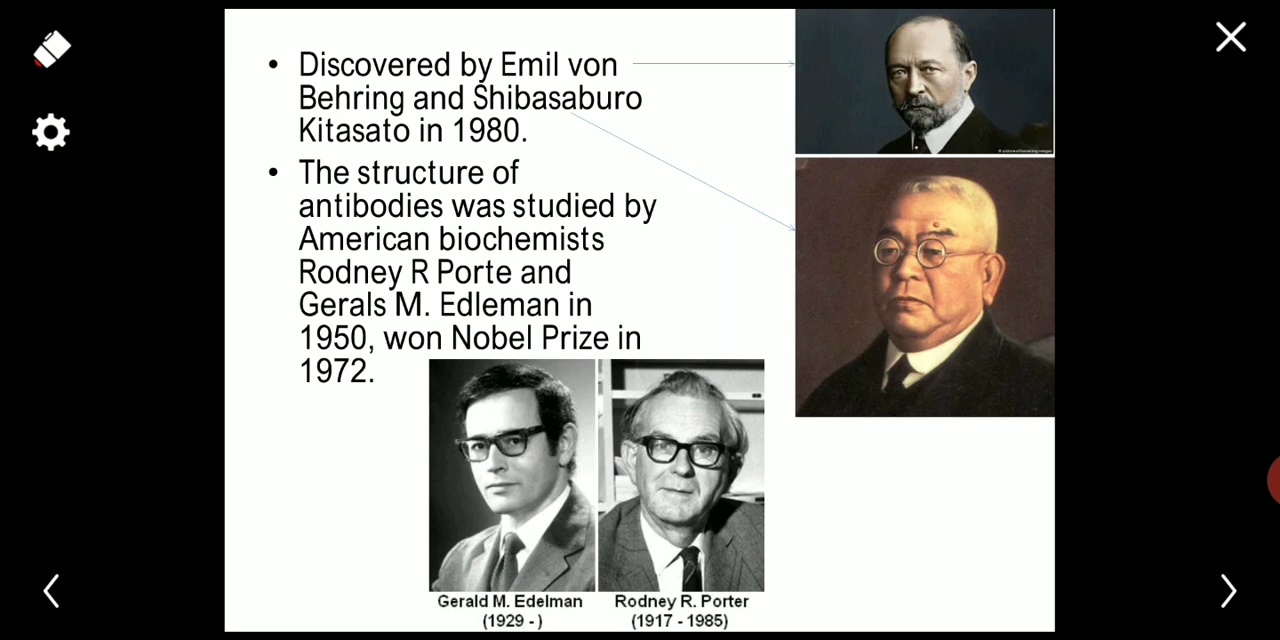 • Discovered by Emil von
Behring and Shibasaburo
Kitasato in 1980.
• The structure of
antibodies was studied by
American biochemists
Rodney R Porte and
Gerals M. Edleman in
1950, won Nobel Prize in
1972.
Gerald M. Edelman
(1929 - )
Rodney R. Porter
(1917 - 1985)